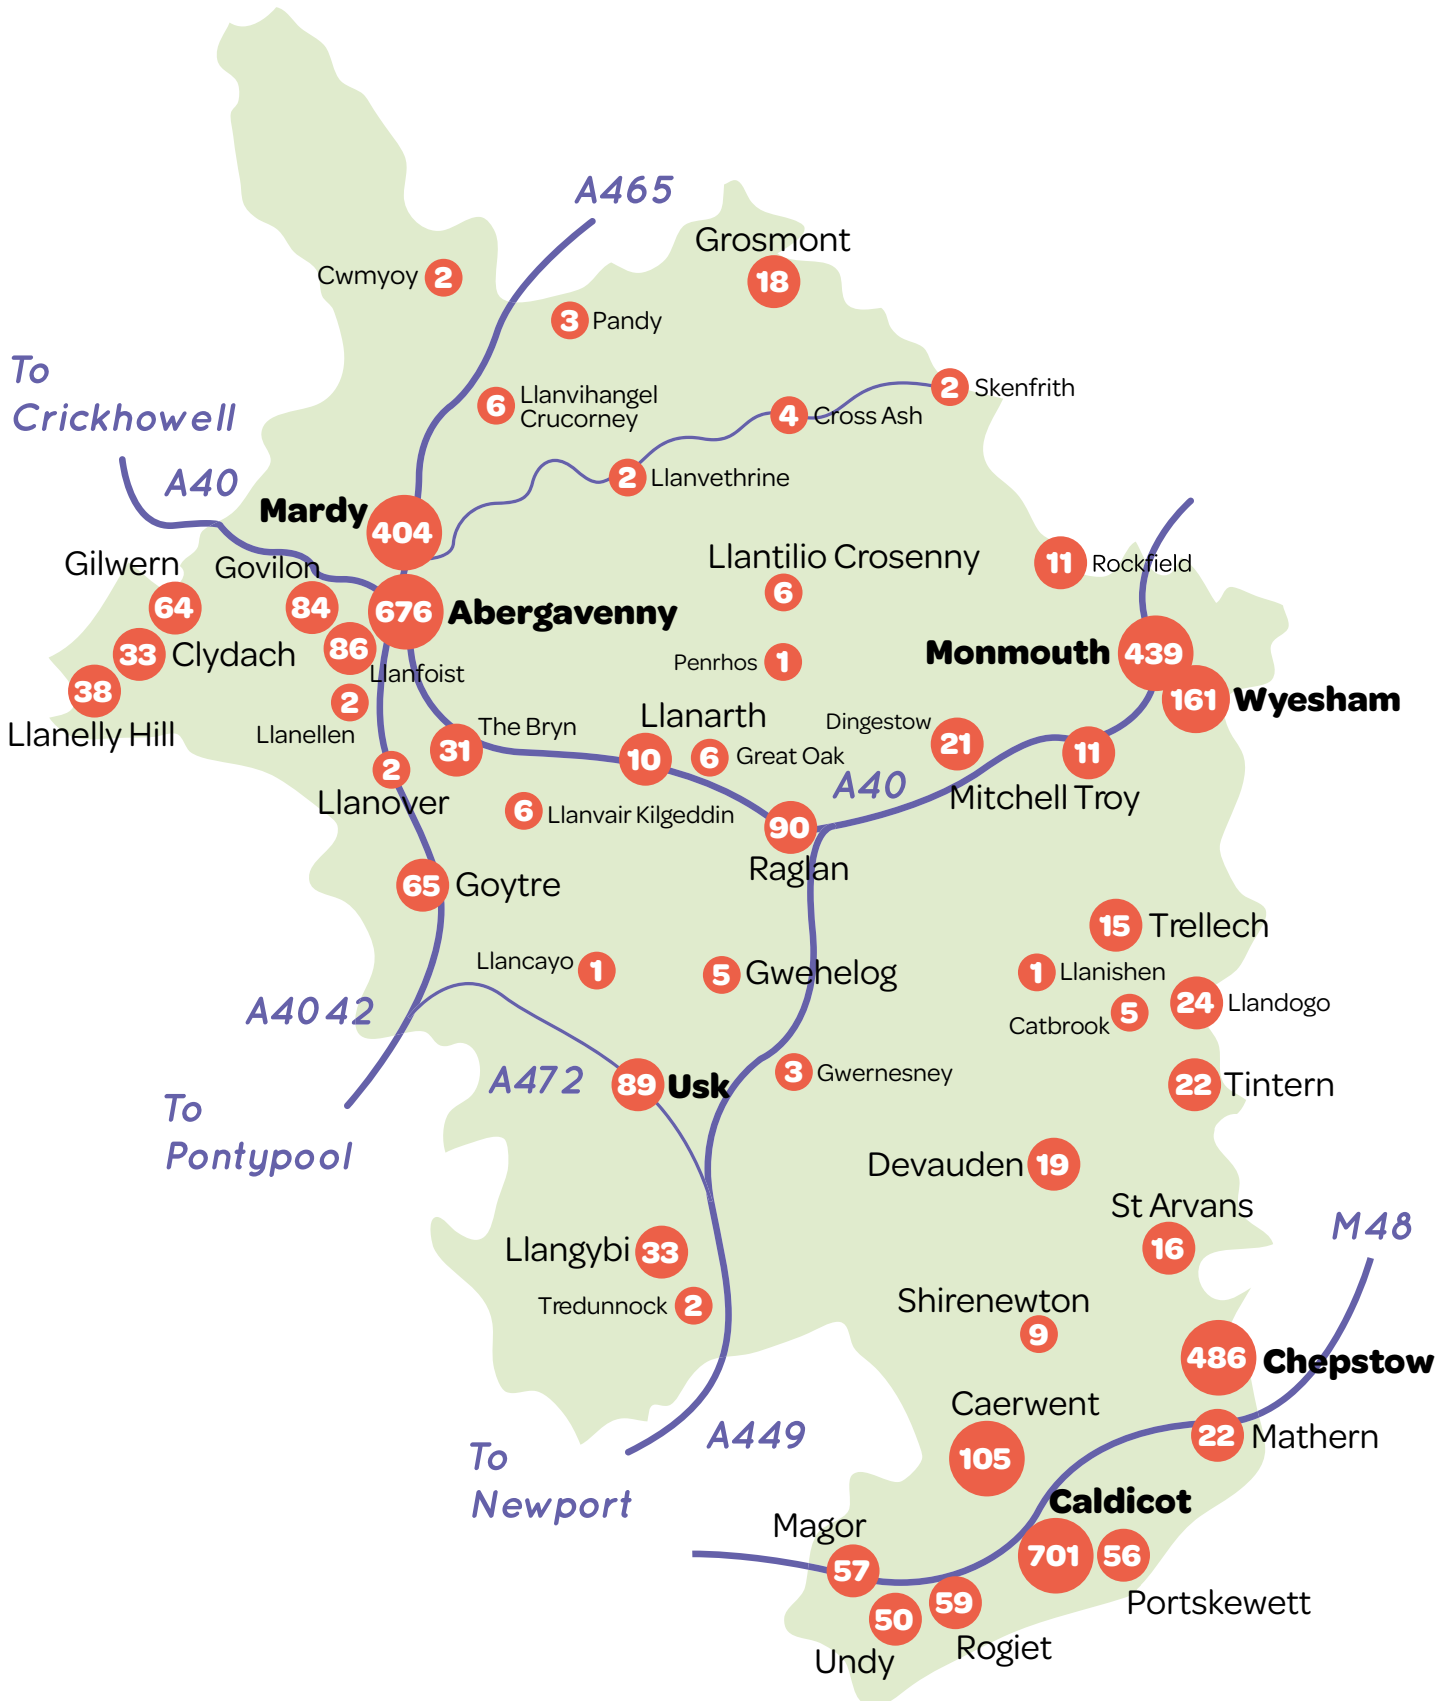 A465
Grosmont
18
Cwmyoy
2
3
Pandy
To
Crickhowell
6
Llanvihangel
Crucorney
2
Skenfrith
4
Cross Ash
A40
2
Llanvethrine
Mardy
404
Gilwern
64
Govilon
84
Llantilio Crosenny
6
11
Rockfield
676
Abergavenny
33
Clydach
86
Llanfoist
38
Llanelly Hill
2
Llanellen
Penrhos
1
Monmouth
439
161
Wyesham
The Bryn
31
Llanarth
10
6
Great Oak
Dingestow
21
11
Mitchell Troy
2
Llanover
6
Llanvair Kilgeddin
A40
90
Raglan
65
Goytre
15
Trellech
Llancayo
1
5
Gwehelog
1
Llanishen
24
Llandogo
Catbrook
5
A4042
A472
89
Usk
3
Gwernesney
22
Tintern
To
Pontypool
Devauden
19
St Arvans
16
M48
Llangybi
33
Tredunnock
2
Shirenewton
9
486
Chepstow
Caerwent
105
22
Mathern
A449
To
Newport
Caldicot
701
56
Portskewett
Magor
57
50
Undy
59
Rogiet